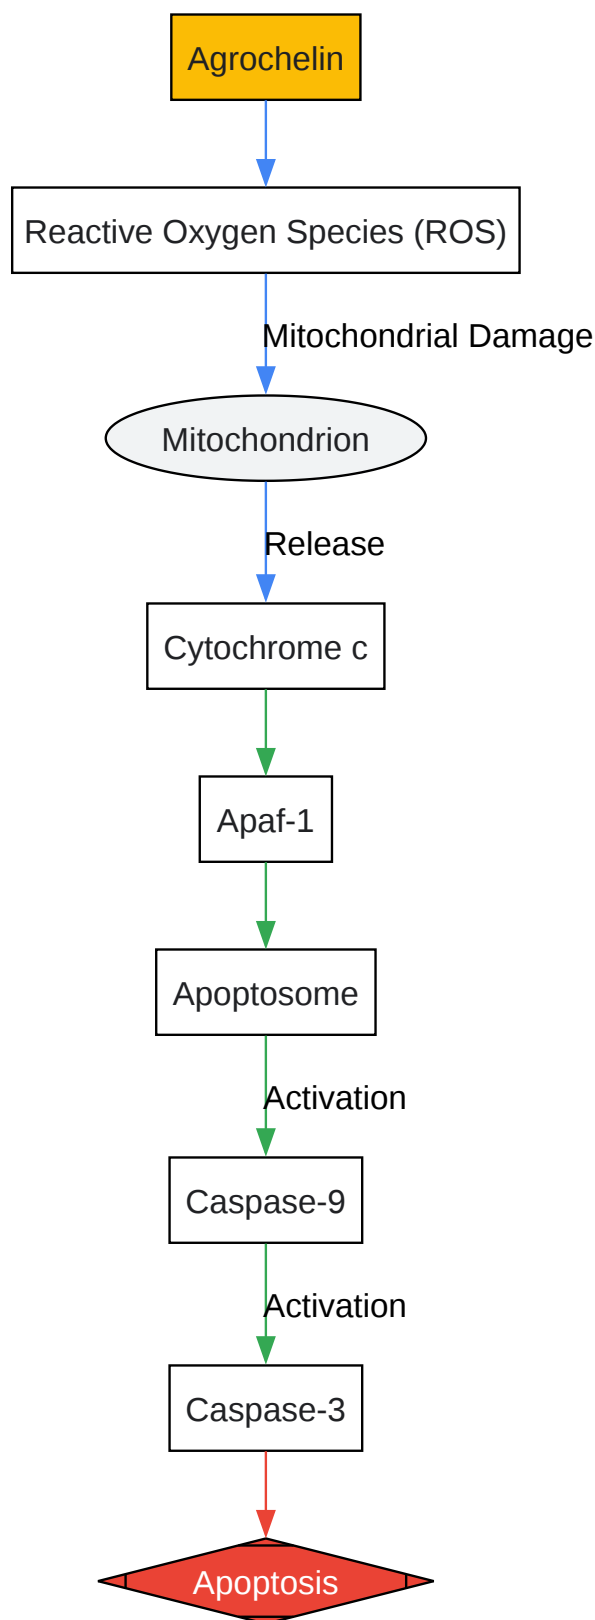 Agrochelin
Reactive Oxygen Species (ROS)
Mitochondrial Damage
Mitochondrion
Release
Cytochrome c
Apaf-1
Apoptosome
Activation
Caspase-9
Activation
Caspase-3
Apoptosis